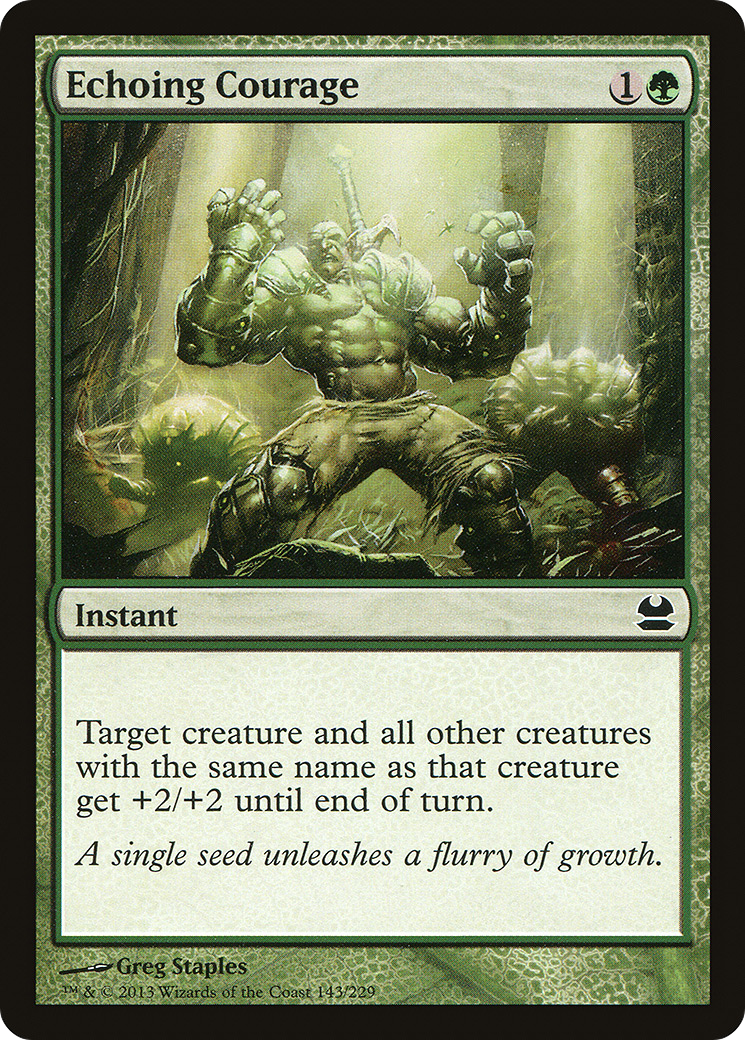 Echoing Courage 1
Instant
Target creature and all other creatures
with the same name as that creature
get +2/+2 until end of turn.
A single seed unleashes a flurry of growth.
Greg Staples
™ & © 2013 Wizards of the Coast 143/229